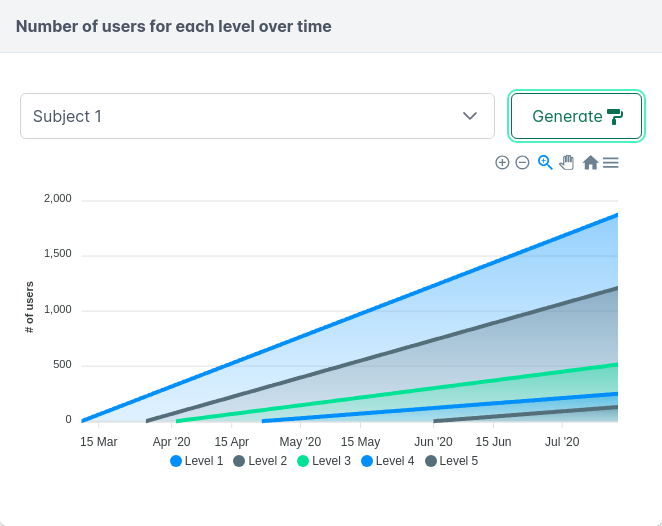 Number of users for each level over time
Subject 1
Generate
2,000
1,500
1,000
500
0
# of users
15 Mar Apr '20 15 Apr May '20 15 May Jun '20 15 Jun Jul '20
Level 1 Level 2 Level 3 Level 4 Level 5